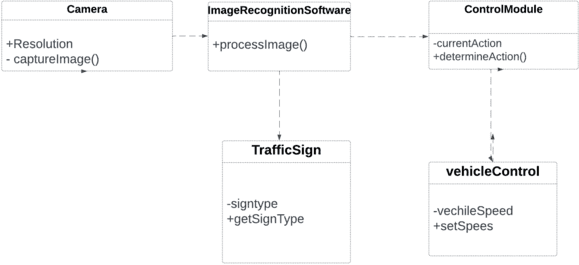 Camera
+Resolution
- captureImage()
ImageRecognitionSoftware
+processImage()
ControlModule
-currentAction
+determineAction()
TrafficSign
-signtype
+getSignType
vehicleControl
-vechileSpeed
+setSpees